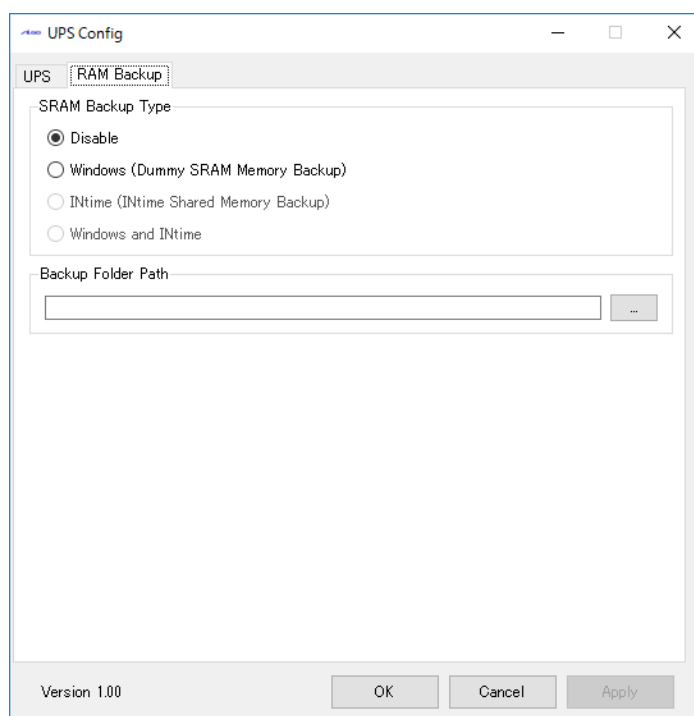 UPS Config
UPS
RAM Backup
SRAM Backup Type
Disable
Windows (Dummy SRAM Memory Backup)
INtime (INtime Shared Memory Backup)
Windows and INtime
Backup Folder Path
...
Version 1.00
OK
Cancel
Apply